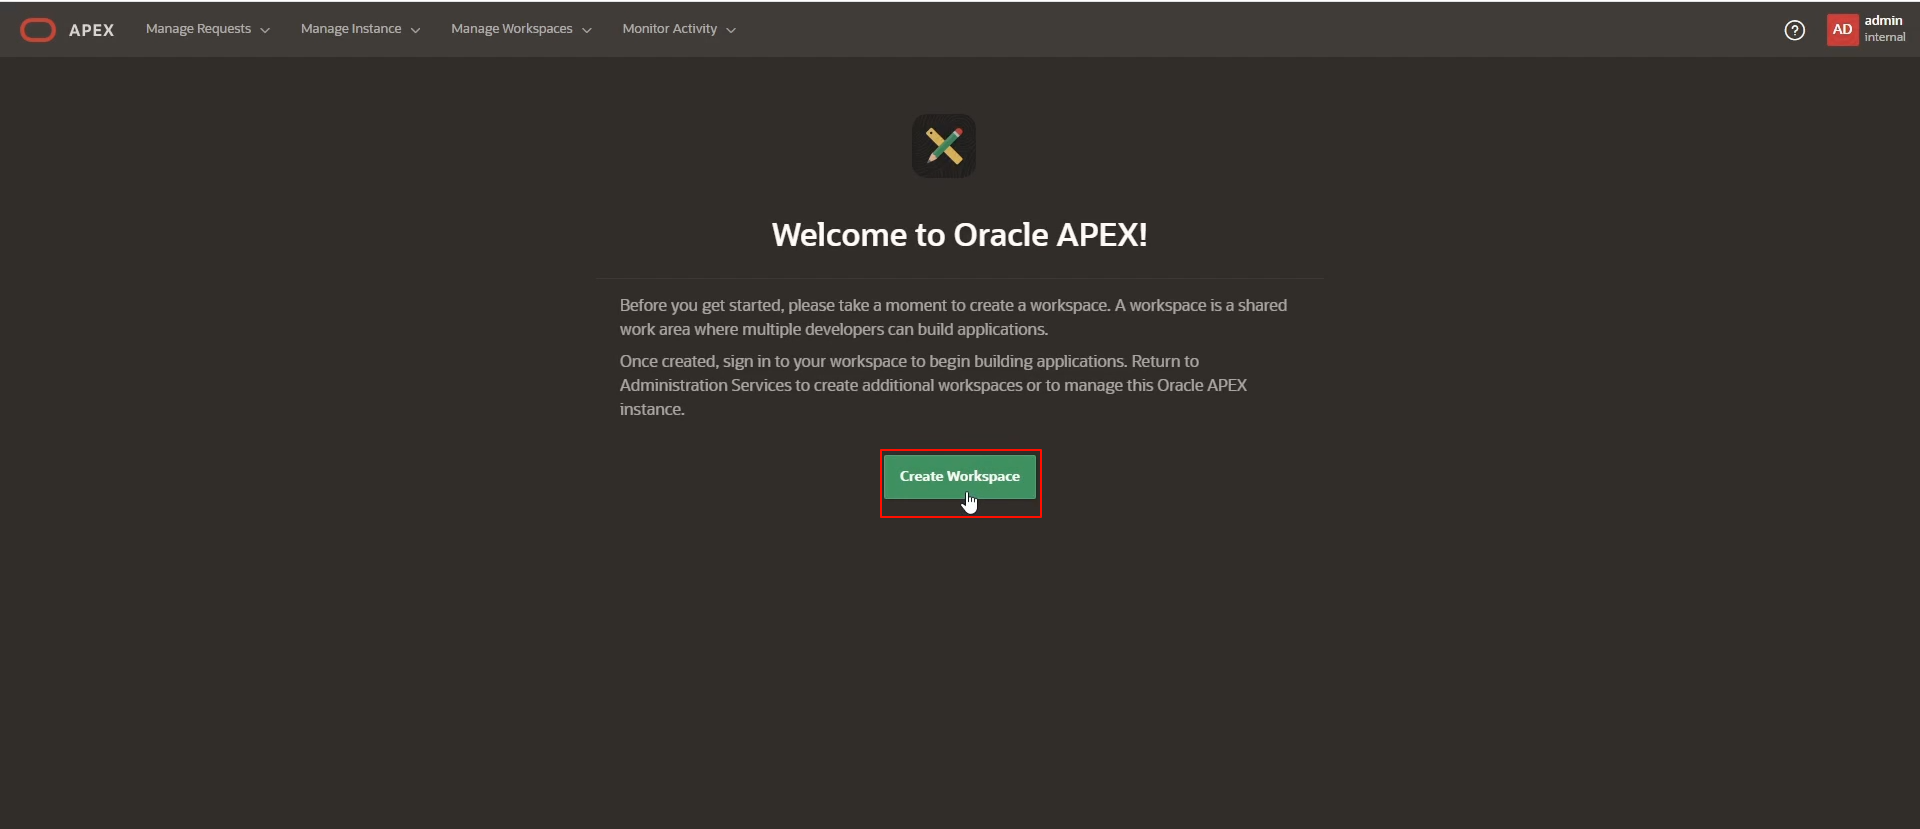 APEX
Manage Requests
Manage Instance
Manage Workspaces
Monitor Activity
?
AD
admin
internal
Welcome to Oracle APEX!
Before you get started, please take a moment to create a workspace. A workspace is a shared
work area where multiple developers can build applications.
Once created, sign in to your workspace to begin building applications. Return to
Administration Services to create additional workspaces or to manage this Oracle APEX
instance.
Create Workspace